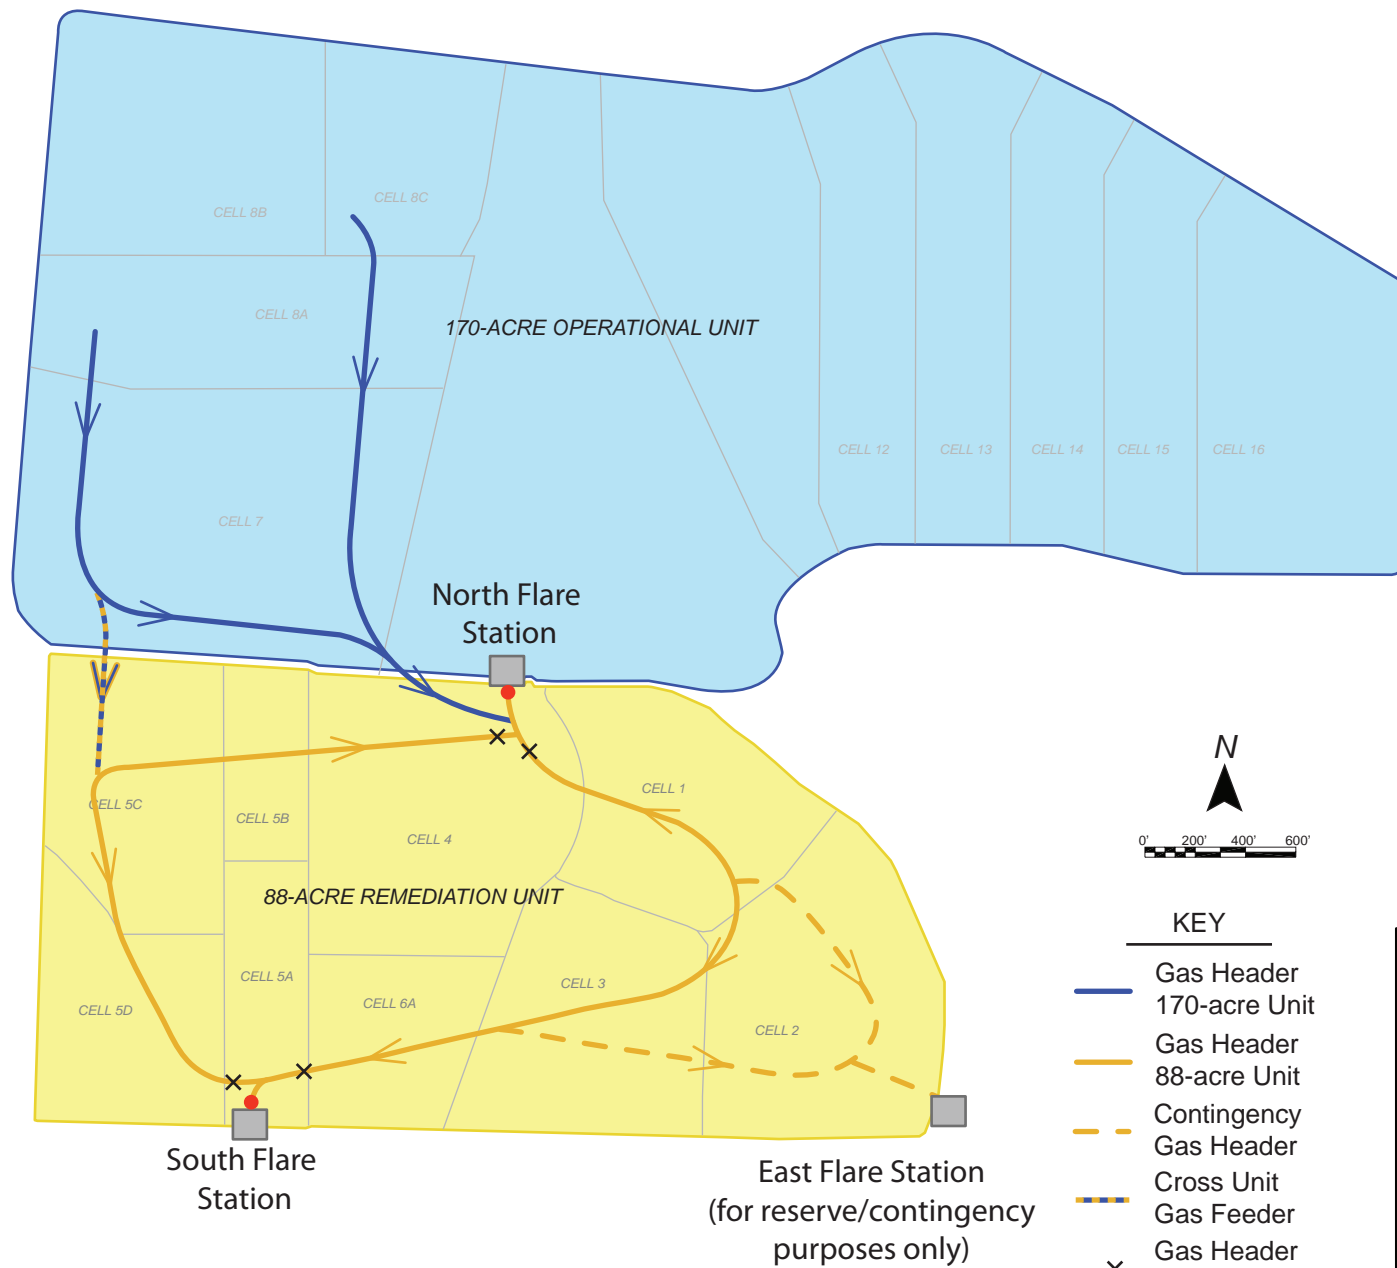 CELL 8B
CELL 8C
CELL 8A
170-ACRE OPERATIONAL UNIT
CELL 12
CELL 13
CELL 14
CELL 15
CELL 16
CELL 7
North Flare
Station
CELL 5C
CELL 5B
CELL 4
CELL 1
88-ACRE REMEDIATION UNIT
CELL 5A
CELL 5D
CELL 6A
CELL 3
CELL 2
South Flare
Station
East Flare Station
(for reserve/contingency
purposes only)
N
0' 200' 400' 600'
KEY
Gas Header
170-acre Unit
Gas Header
88-acre Unit
Contingency
Gas Header
Cross Unit
Gas Feeder
Gas Header